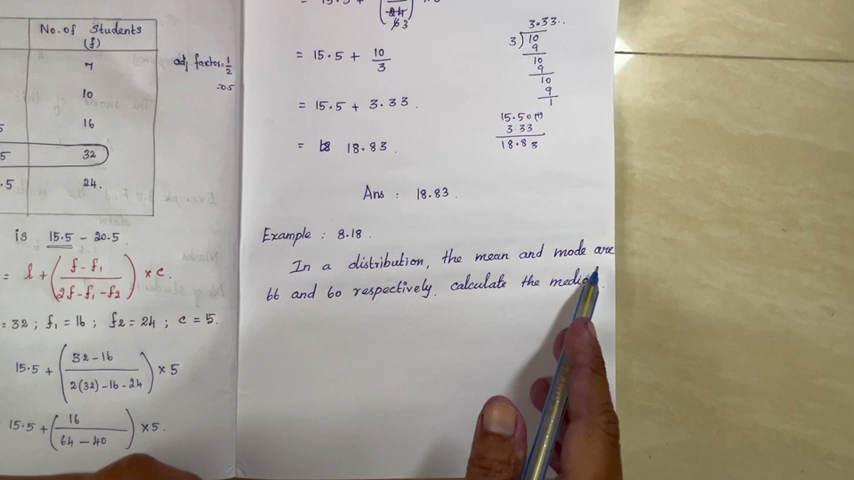 No. of Students
(f)
7
10
16
5 32
.5 24.
adj factor = 1/2
= 0.5
is 15.5 - 20.5
= l + ( f - f₁ / 2f - f₁ - f₂ ) × c.
= 32 ; f₁ = 16 ; f₂ = 24 ; c = 5.
15.5 + ( 32 - 16 / 2(32) - 16 - 24 ) × 5
15.5 + ( 16 / 64 - 40 ) × 5.
= 15.5 + 10/3
= 15.5 + 3.33.
= 18.83.
Ans : 18.83.
3.33..
3)10
9
10
9
10
9
1
15.50 (+)
3.33
18.83
Example : 8.18.
In a distribution, the mean and mode are
66 and 60 respectively. calculate the